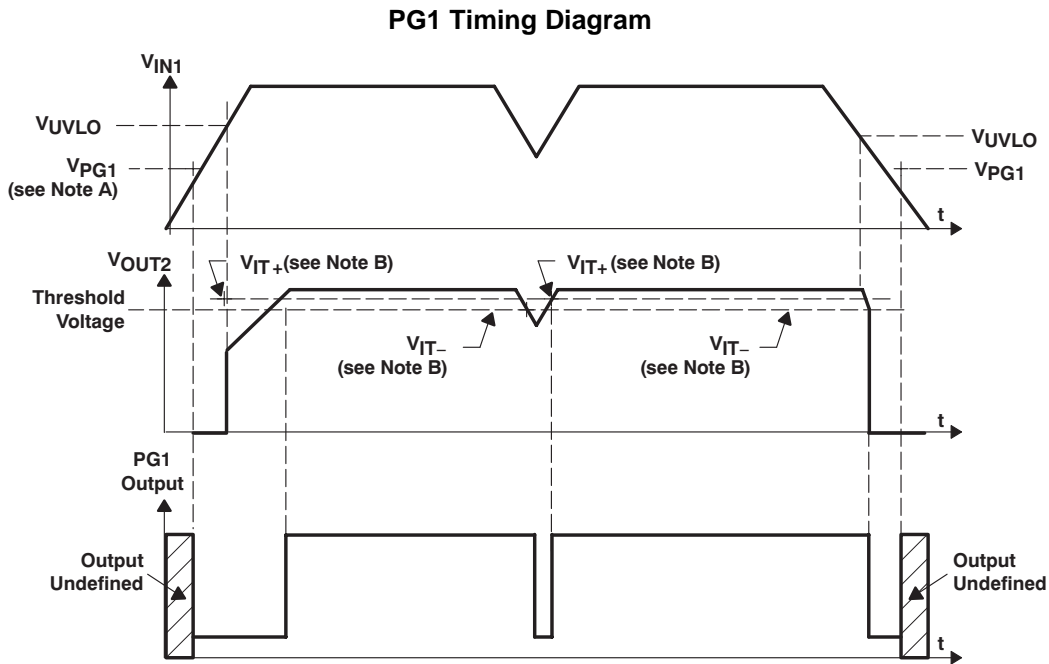 PG1 Timing Diagram
VIN1
VUVLO
VPG1
(see Note A)
VUVLO
VPG1
t
VOUT2
VIT+ (see Note B)
VIT+ (see Note B)
Threshold
Voltage
VIT–
(see Note B)
VIT–
(see Note B)
t
PG1
Output
Output
Undefined
Output
Undefined
t